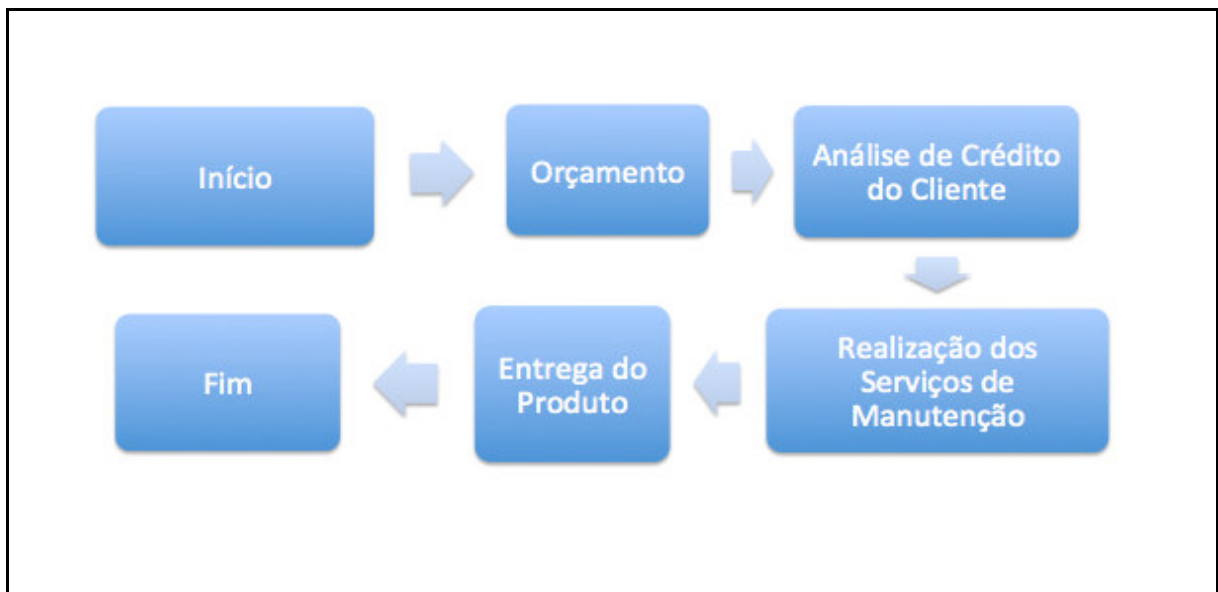 Início
Orçamento
Análise de Crédito
do Cliente
Realização dos
Serviços de
Manutenção
Entrega do
Produto
Fim